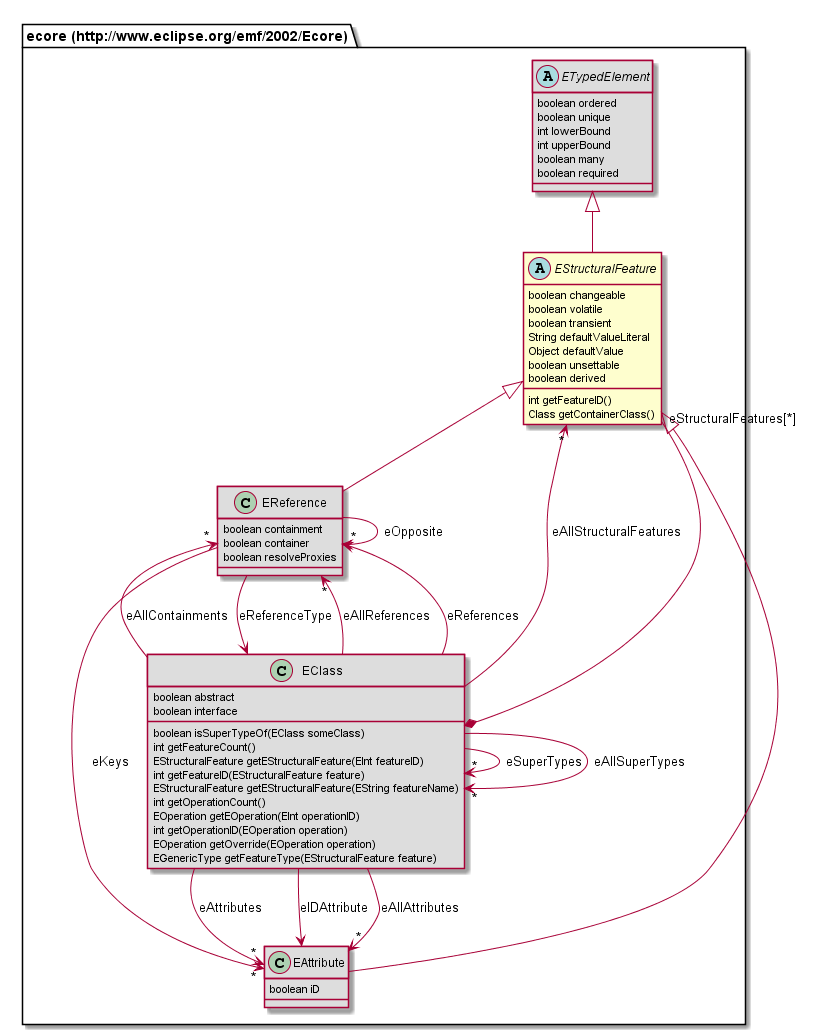 ecore (http://www.eclipse.org/emf/2002/Ecore)
A ETypedElement
boolean ordered
boolean unique
int lowerBound
int upperBound
boolean many
boolean required
A EStructuralFeature
boolean changeable
boolean volatile
boolean transient
String defaultValueLiteral
Object defaultValue
boolean unsettable
boolean derived
int getFeatureID()
Class getContainerClass()
eStructuralFeatures[*]
*
C EReference
boolean containment
boolean container
boolean resolveProxies
*
*
eOpposite
eAllStructuralFeatures
*
eAllContainments
eReferenceType
eAllReferences
eReferences
C EClass
boolean abstract
boolean interface
boolean isSuperTypeOf(EClass someClass)
int getFeatureCount()
EStructuralFeature getEStructuralFeature(EInt featureID)
int getFeatureID(EStructuralFeature feature)
EStructuralFeature getEStructuralFeature(EString featureName)
int getOperationCount()
EOperation getEOperation(EInt operationID)
int getOperationID(EOperation operation)
EOperation getOverride(EOperation operation)
EGenericType getFeatureType(EStructuralFeature feature)
*
eSuperTypes
*
eAllSuperTypes
eKeys
eAttributes
eIDAttribute
eAllAttributes
*
*
*
C EAttribute
boolean iD